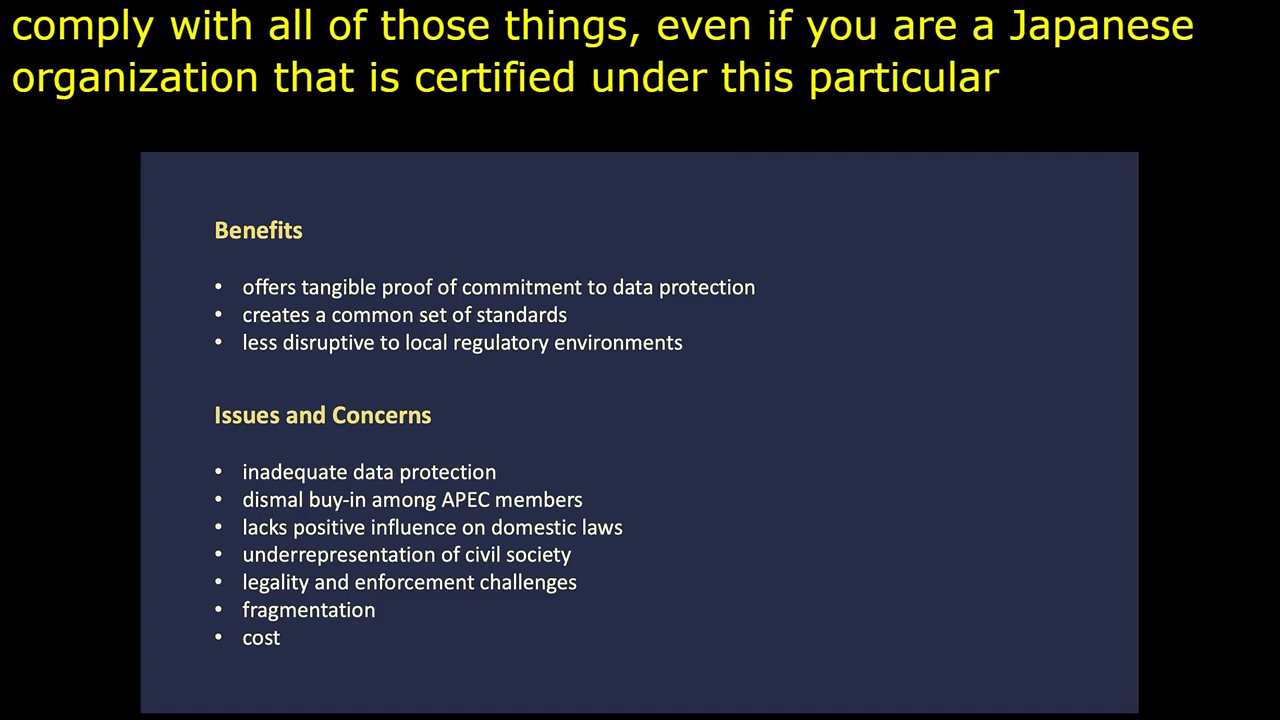 comply with all of those things, even if you are a Japanese
organization that is certified under this particular
Benefits
• offers tangible proof of commitment to data protection
• creates a common set of standards
• less disruptive to local regulatory environments
Issues and Concerns
• inadequate data protection
• dismal buy-in among APEC members
• lacks positive influence on domestic laws
• underrepresentation of civil society
• legality and enforcement challenges
• fragmentation
• cost